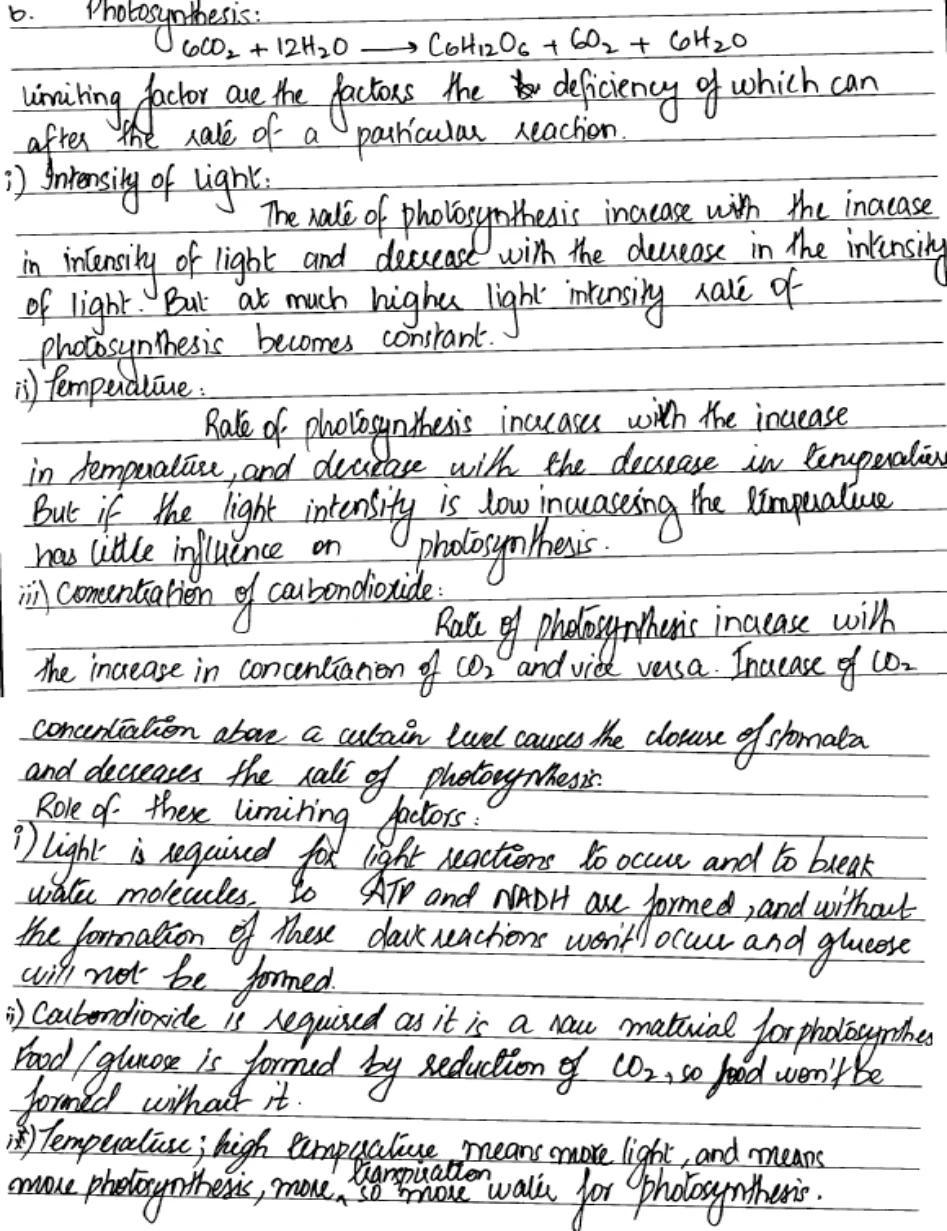 b. Photosynthesis:
6CO2 + 12H2O → C6H12O6 + 6O2 + 6H2O
Limiting factor are the factors the deficiency of which can
alter the rate of a particular reaction.
i) Intensity of light:
The rate of photosynthesis increase with the increase
in intensity of light and decrease with the decrease in the intensity
of light. But at much higher light intensity rate of
photosynthesis becomes constant.
ii) Temperature:
Rate of photosynthesis increases with the increase
in temperature, and decrease with the decrease in temperature
But if the light intensity is low increaseing the temperature
has little influence on photosynthesis.
iii) Concentration of carbondioxide:
Rate of photosynthesis increase with
the increase in concentration of CO2 and vice versa. Increase of CO2
concentration above a certain level causes the closure of stomata
and decreases the rate of photosynthesis.
Role of these limiting factors:
i) Light is required for light reactions to occur and to break
water molecules, so ATP and NADH are formed, and without
the formation of these dark reactions won't occur and glucose
will not be formed.
ii) Carbondioxide is required as it is a raw material for photosynthes
Food/glucose is formed by reduction of CO2, so food won't be
formed without it.
iii) Temperature; high temperature means more light, and means
more photosynthesis, more transpiration so more water for photosynthesis.